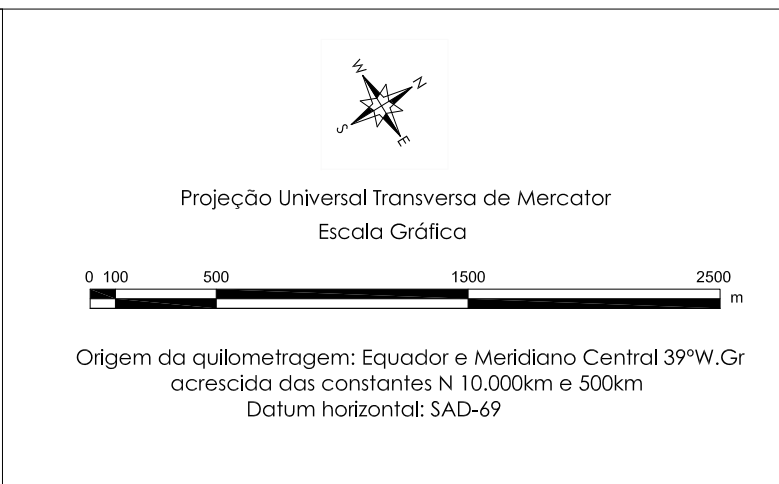 W N
S E
Projeção Universal Transversa de Mercator
Escala Gráfica
0 100 500 1500 2500
m
Origem da quilometragem: Equador e Meridiano Central 39ºW.Gr
acrescida das constantes N 10.000km e 500km
Datum horizontal: SAD-69